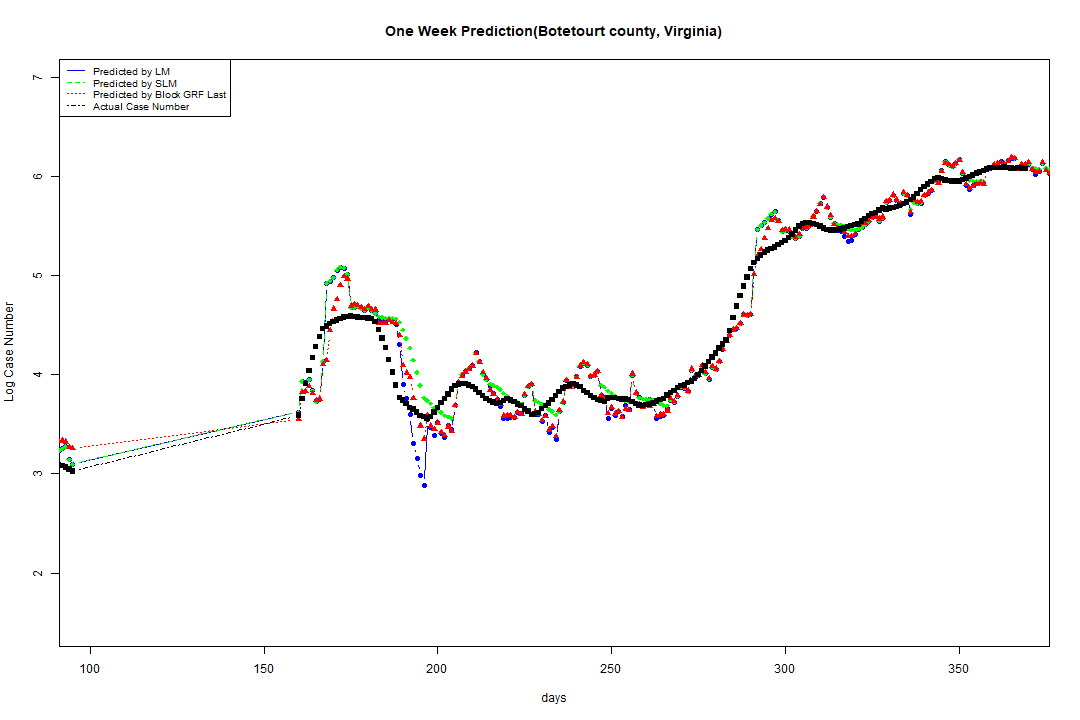 One Week Prediction(Botetourt county, Virginia)
Predicted by LM
Predicted by SLM
Predicted by Block GRF Last
Actual Case Number
7
6
5
4
3
2
Log Case Number
100 150 200 250 300 350
days